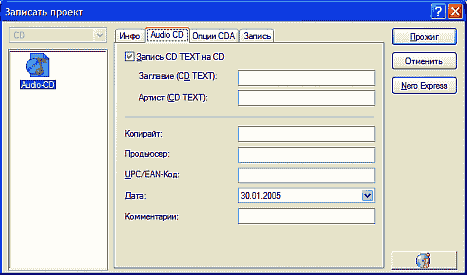 Записать проект
CD
Audio-CD
Инфо
Audio CD
Опции CDA
Запись
Запись CD TEXT на CD
Заглавие (CD TEXT):
Артист (CD TEXT):
Копирайт:
Продьюсер:
UPC/EAN-Код:
Дата:
30.01.2005
Комментарии:
Прожиг
Отменить
Nero Express